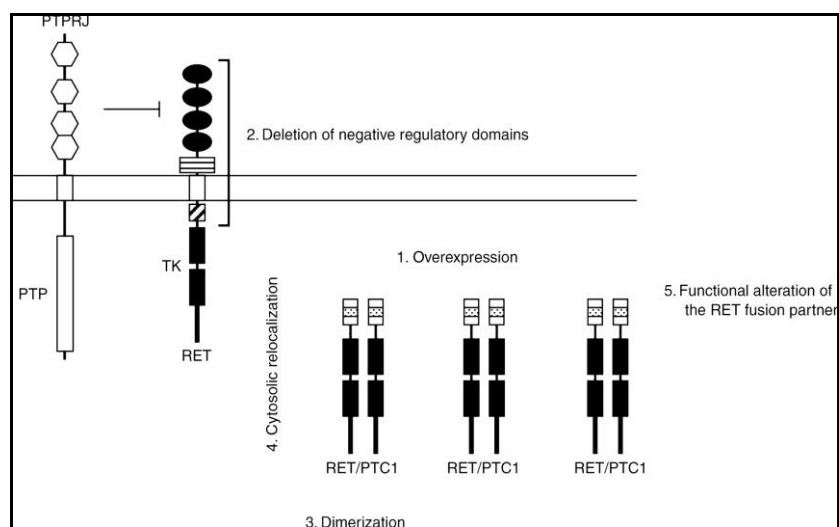 PTPRJ
2. Deletion of negative regulatory domains
TK
PTP
RET
1. Overexpression
4. Cytosolic relocalization
5. Functional alteration of
the RET fusion partner
RET/PTC1 RET/PTC1 RET/PTC1
3. Dimerization